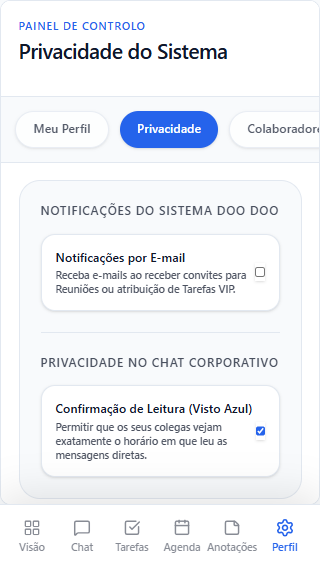 PAINEL DE CONTROLO
Privacidade do Sistema
Meu Perfil
Privacidade
Colaborador
NOTIFICAÇÕES DO SISTEMA DOO DOO
Notificações por E-mail
Receba e-mails ao receber convites para
Reuniões ou atribuição de Tarefas VIP.
PRIVACIDADE NO CHAT CORPORATIVO
Confirmação de Leitura (Visto Azul)
Permitir que os seus colegas vejam
exatamente o horário em que leu as
mensagens diretas.
Visão
Chat
Tarefas
Agenda
Anotações
Perfil